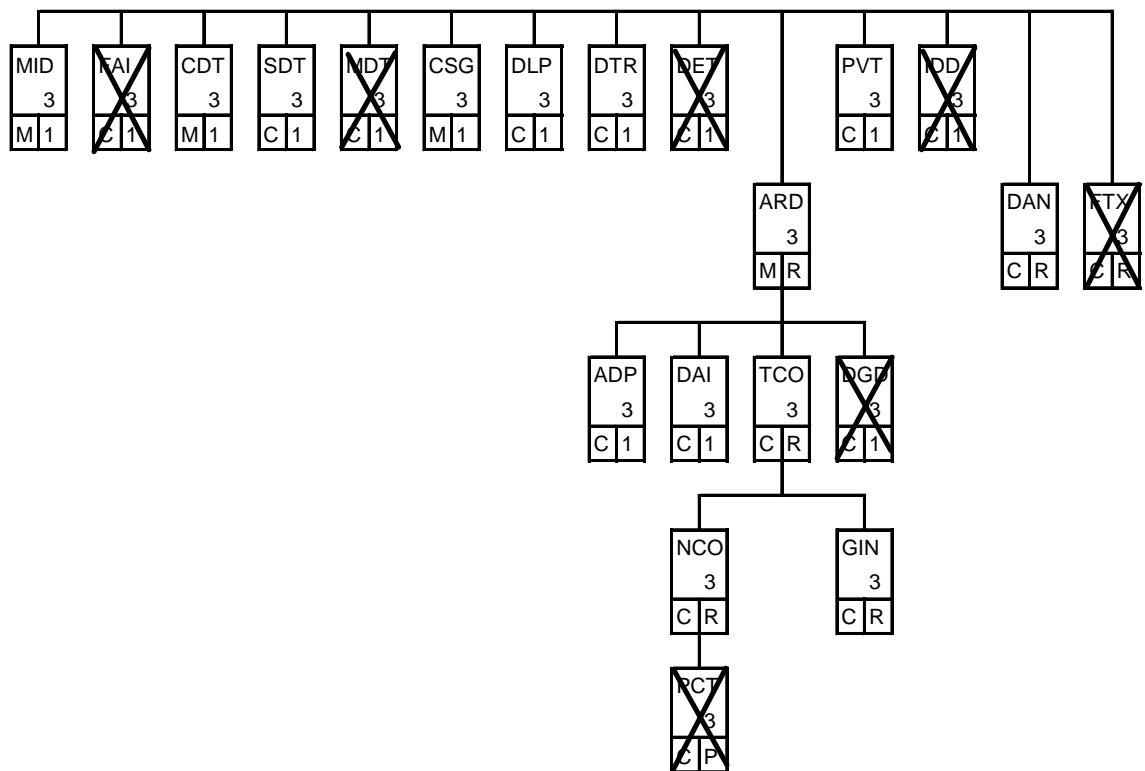 MID FAI CDT SDT MDT CSG DLP DTR DET PVT IDD
3 3 3 3 3 3 3 3 3 3 3
M 1 C 1 M 1 C 1 C 1 M 1 C 1 C 1 C 1 C 1 C 1
ARD DAN FTX
3 3 3
M R C R C R
ADP DAI TCO DGD
3 3 3 3
C 1 C 1 C R C 1
NCO GIN
3 3
C R C R
PCT
3
C P